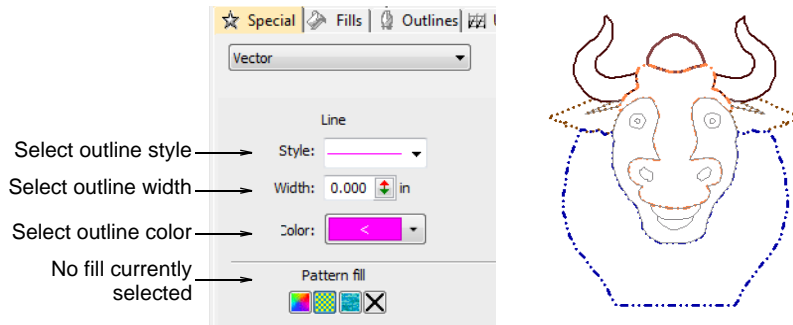 Special Fills Outlines
Vector
Line
Select outline style
Style:
Select outline width
Width: 0.000 in
Select outline color
Color: <
No fill currently
selected
Pattern fill